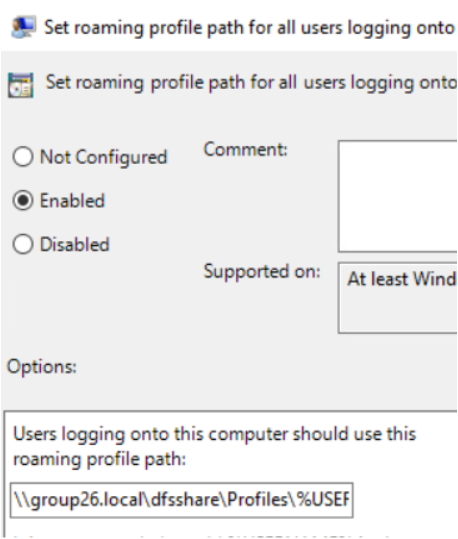 Set roaming profile path for all users logging onto
Set roaming profile path for all users logging onto
Not Configured
Comment:
Enabled
Disabled
Supported on:
At least Wind
Options:
Users logging onto this computer should use this
roaming profile path:
\\group26.local\dfsshare\Profiles\%USEF